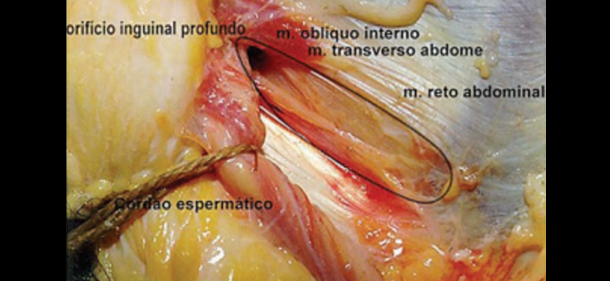 orifício inguinal profundo
m. obliquo interno
m. transverso abdome
m. reto abdominal
Cordão espermático